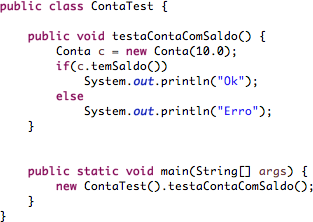 public class ContaTest {
    public void testaContaComSaldo() {
        Conta c = new Conta(10.0);
        if(c.temSaldo())
            System.out.println("Ok");
        else
            System.out.println("Erro");
    }
    public static void main(String[] args) {
        new ContaTest().testaContaComSaldo();
    }
}